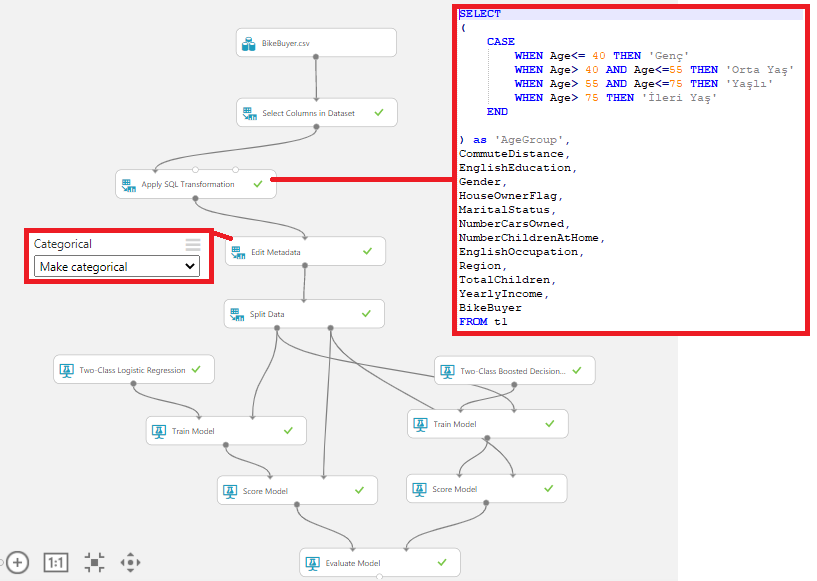 BikeBuyer.csv
Select Columns in Dataset
Apply SQL Transformation
Categorical
Make categorical
Edit Metadata
Split Data
Two-Class Logistic Regression
Two-Class Boosted Decision...
Train Model
Train Model
Score Model
Score Model
Evaluate Model
1:1
SELECT
(
CASE
WHEN Age<= 40 THEN 'Genç'
WHEN Age> 40 AND Age<=55 THEN 'Orta Yaş'
WHEN Age> 55 AND Age<=75 THEN 'Yaşlı'
WHEN Age> 75 THEN 'İleri Yaş'
END
) as 'AgeGroup',
CommuteDistance,
EnglishEducation,
Gender,
HouseOwnerFlag,
MaritalStatus,
NumberCarsOwned,
NumberChildrenAtHome,
EnglishOccupation,
Region,
TotalChildren,
YearlyIncome,
BikeBuyer
FROM t1